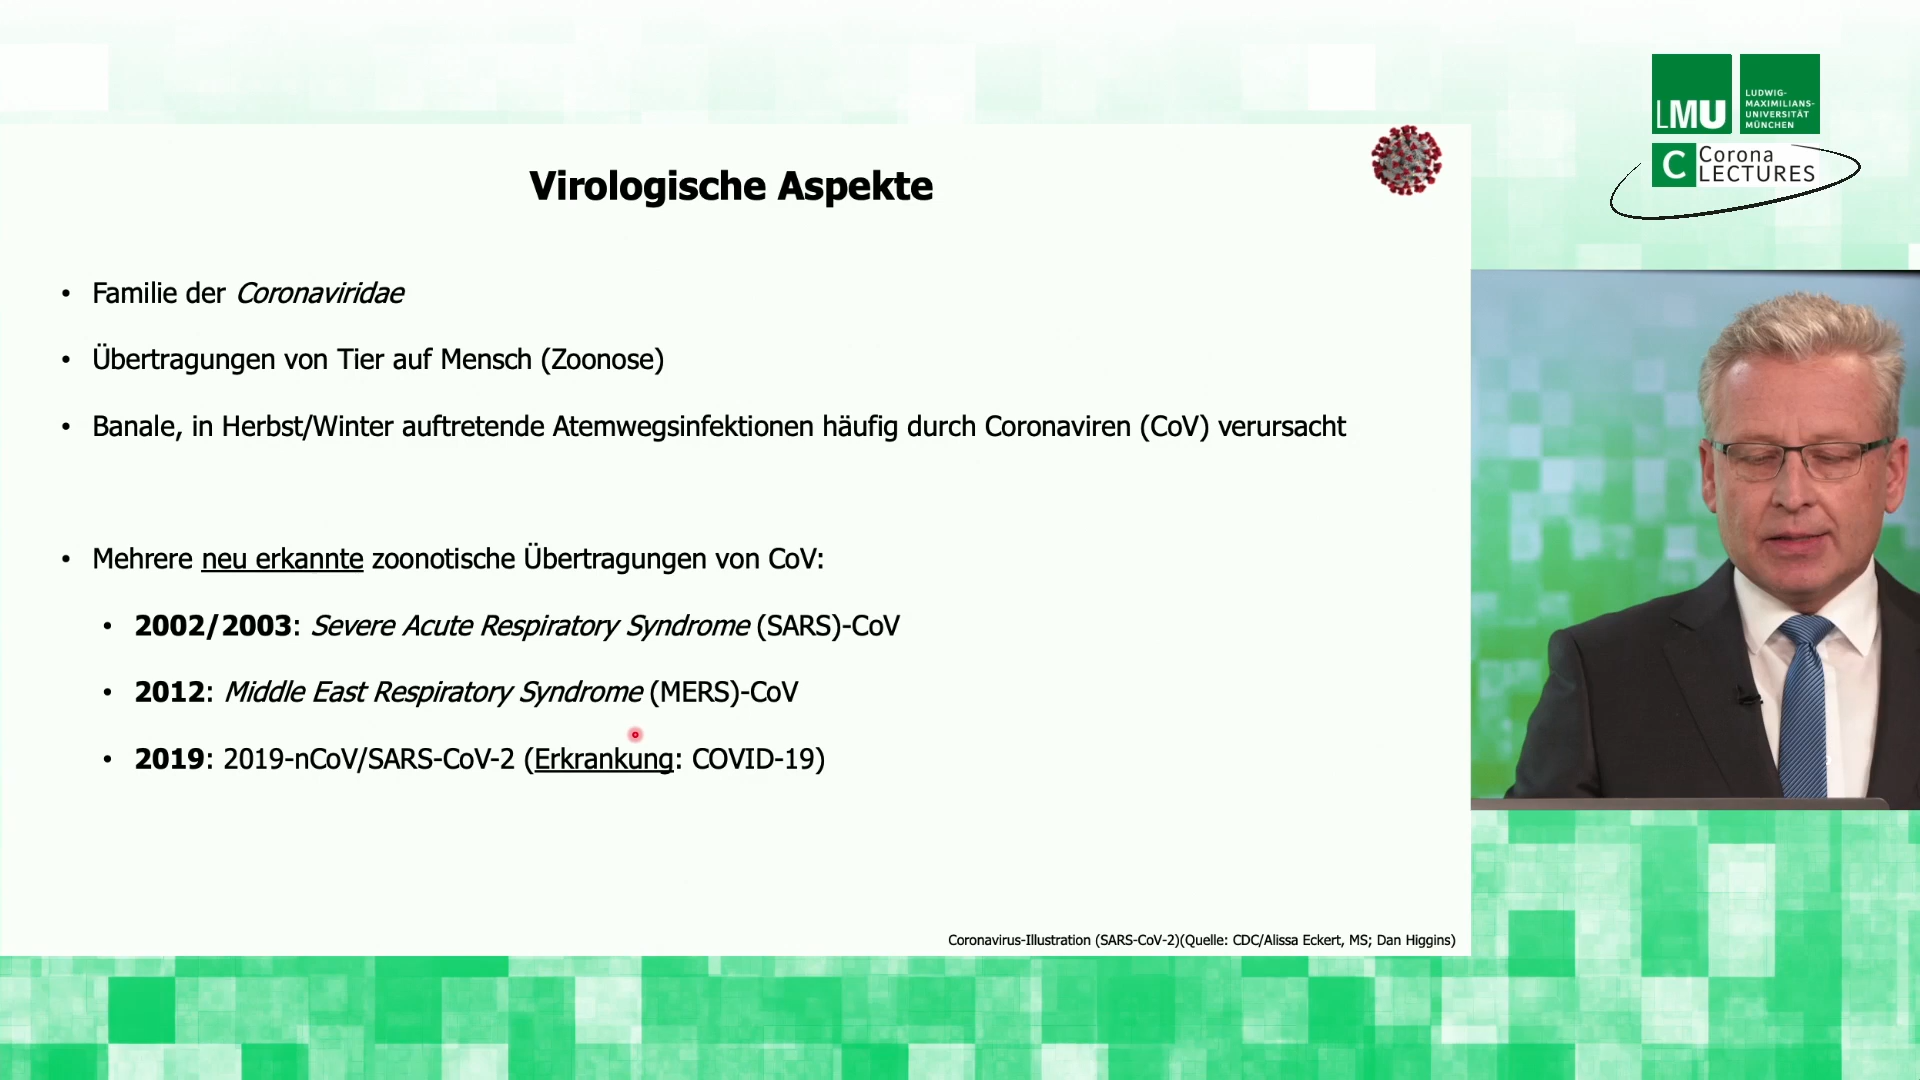 LMU
LUDWIG-
MAXIMILIANS-
UNIVERSITÄT
MÜNCHEN
C Corona
LECTURES
Virologische Aspekte
• Familie der Coronaviridae
• Übertragungen von Tier auf Mensch (Zoonose)
• Banale, in Herbst/Winter auftretende Atemwegsinfektionen häufig durch Coronaviren (CoV) verursacht
• Mehrere neu erkannte zoonotische Übertragungen von CoV:
• 2002/2003: Severe Acute Respiratory Syndrome (SARS)-CoV
• 2012: Middle East Respiratory Syndrome (MERS)-CoV
• 2019: 2019-nCoV/SARS-CoV-2 (Erkrankung: COVID-19)
Coronavirus-Illustration (SARS-CoV-2)(Quelle: CDC/Alissa Eckert, MS; Dan Higgins)